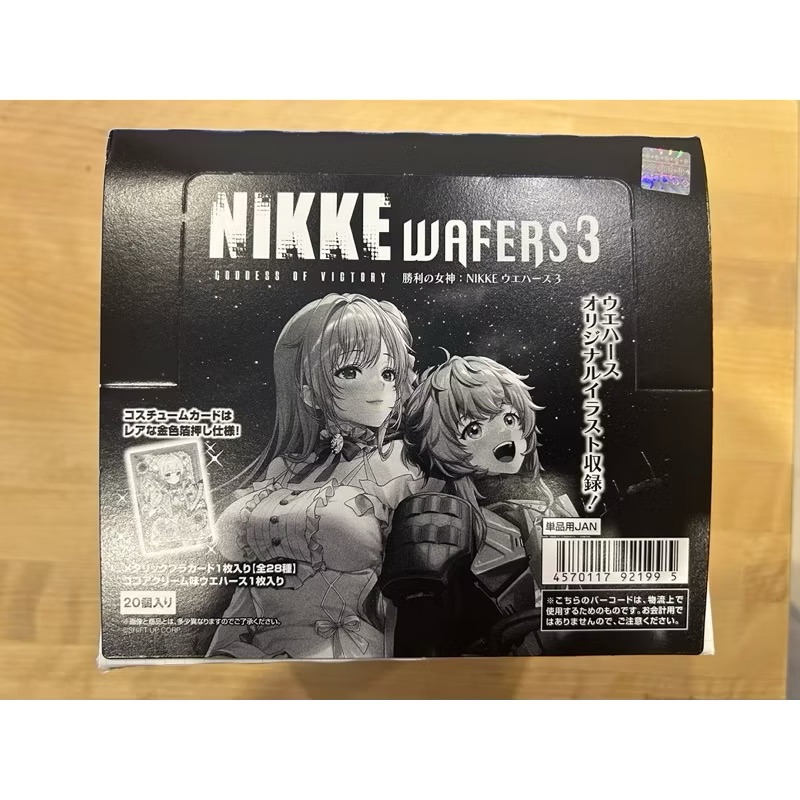 NIKKE WAFERS 3
GODDESS OF VICTORY 勝利の女神：NIKKE ウエハース 3
ウエハース
オリジナルイラスト収録！
コスチュームカードは
レアな金色箔押し仕様！
メタリックプラカード1枚入り【全28種】
ココアクリーム味ウエハース1枚入り
20個入り
※画像と商品とは、多少異なりますのでご了承ください。
©SHIFT UP CORP.
単品用JAN
4570117 92199 5
※こちらのバーコードは、物流上で
使用するためのものです。お会計用で
はありませんので、ご注意ください。